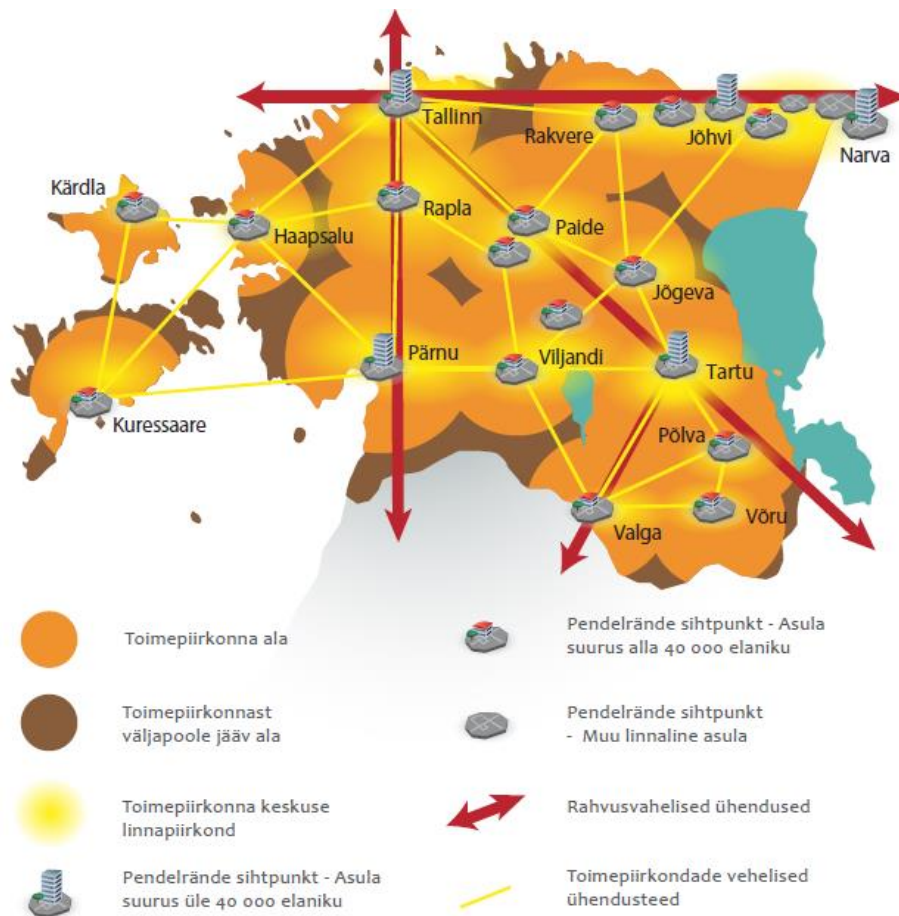 Tallinn
Rakvere
Jõhvi
Narva
Kärdla
Haapsalu
Rapla
Paide
Jõgeva
Pärnu
Viljandi
Tartu
Kuressaare
Põlva
Valga
Võru
Toimepiirkonna ala
Pendelrände sihtpunkt - Asula
suurus alla 40 000 elaniku
Toimepiirkonnast
väljapoole jääv ala
Pendelrände sihtpunkt
- Muu linnaline asula
Toimepiirkonna keskuse
linnapiirkond
Rahvusvahelised ühendused
Pendelrände sihtpunkt - Asula
suurus üle 40 000 elaniku
Toimepiirkondade vehelised
ühendusteed